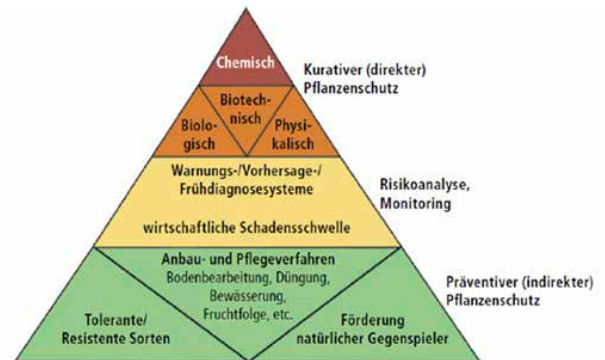 Chemisch
Kurativer (direkter)
Pflanzenschutz
Biotech-
nisch
Biolo-
gisch
Physi-
kalisch
Warnungs-/Vorhersage-/
Frühdiagnosesysteme
wirtschaftliche Schadensschwelle
Risikoanalyse,
Monitoring
Anbau- und Pflegeverfahren
Bodenbearbeitung, Düngung,
Bewässerung,
Fruchtfolge, etc.
Präventiver (indirekter)
Pflanzenschutz
Tolerante/
Resistente Sorten
Förderung
natürlicher Gegenspieler